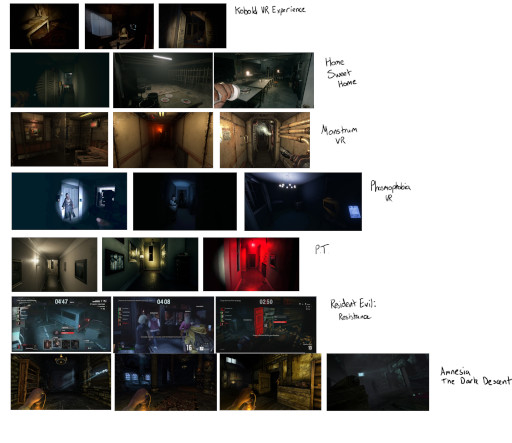 Kobold VR Experience
Home
Sweet
Home
Monstrum
VR
Phasmophobia
VR
P.T
04:47
04:08
02:50
16
Resident Evil:
Resistance
Amnesia
The Dark Descent